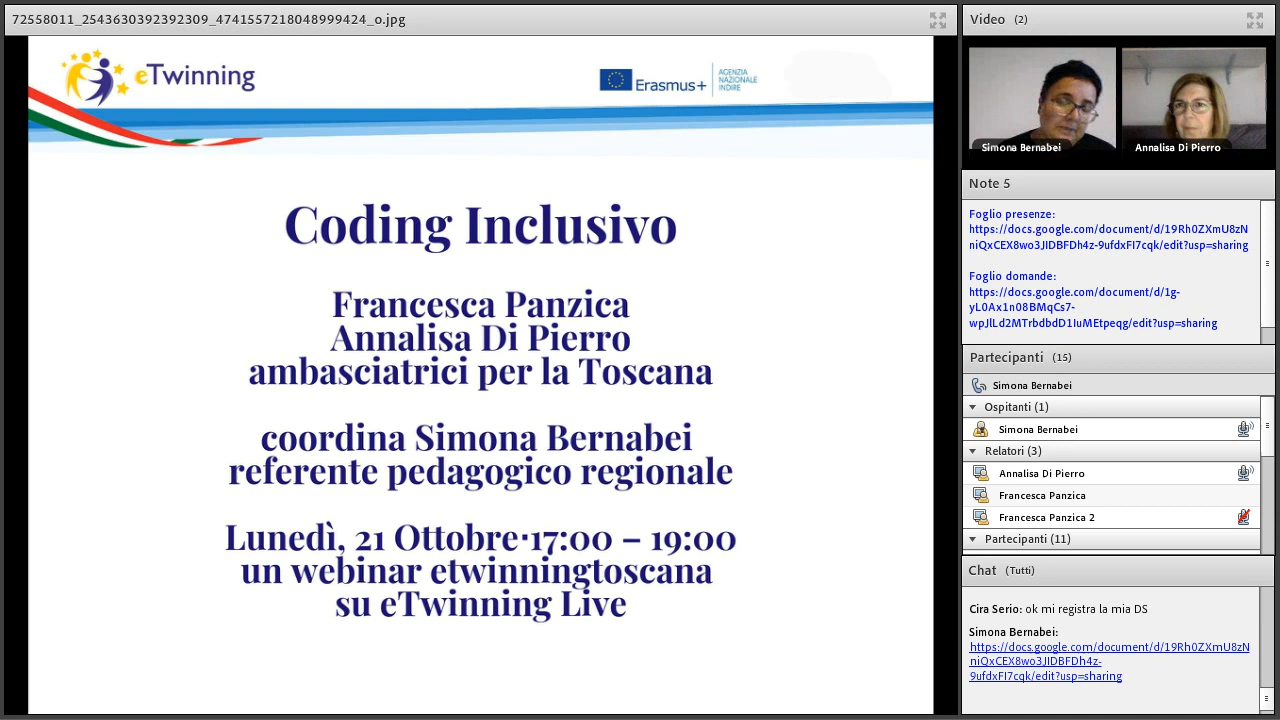 72558011_2543630392392309_4741557218048999424_o.jpg
eTwinning
Erasmus+
AGENZIA
NAZIONALE
INDIRE
Coding Inclusivo
Francesca Panzica
Annalisa Di Pierro
ambasciatrici per la Toscana
coordina Simona Bernabei
referente pedagogico regionale
Lunedì, 21 Ottobre·17:00 – 19:00
un webinar etwinningtoscana
su eTwinning Live
Video (2)
Simona Bernabei
Annalisa Di Pierro
Note 5
Foglio presenze:
https://docs.google.com/document/d/19Rh0ZXmU8zN
niQxCEX8wo3JIDBFDh4z-9ufdxFI7cqk/edit?usp=sharing
Foglio domande:
https://docs.google.com/document/d/1g-
yL0Ax1n08BMqCs7-
wpJlLd2MTrbdbdD1IuMEtpeqg/edit?usp=sharing
Partecipanti (15)
Simona Bernabei
Ospitanti (1)
Simona Bernabei
Relatori (3)
Annalisa Di Pierro
Francesca Panzica
Francesca Panzica 2
Partecipanti (11)
Chat (Tutti)
Cira Serio: ok mi registra la mia DS
Simona Bernabei:
https://docs.google.com/document/d/19Rh0ZXmU8zN
niQxCEX8wo3JIDBFDh4z-
9ufdxFI7cqk/edit?usp=sharing